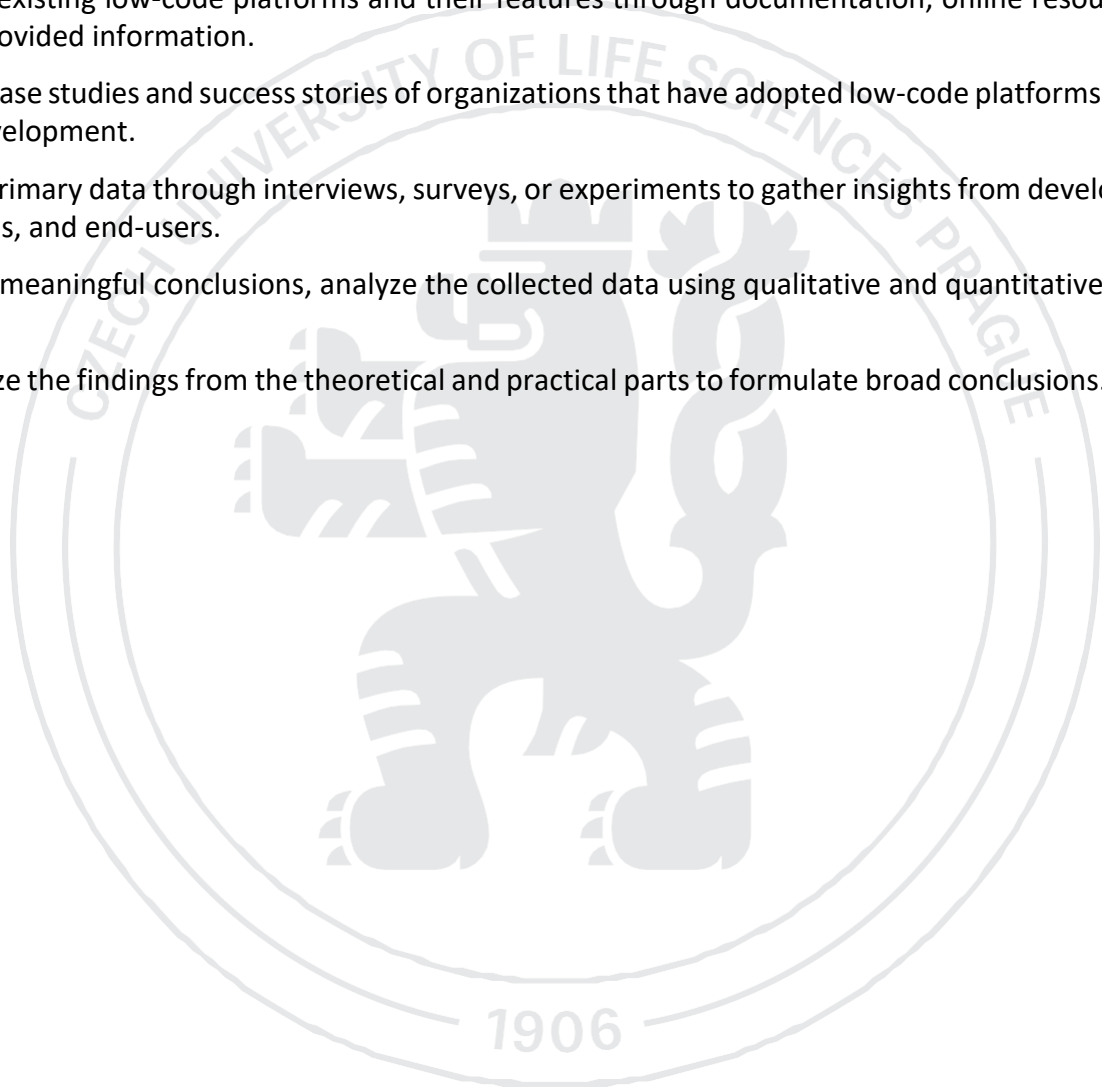 existing low-code platforms and their features through documentation, online resou
ovided information.
ase studies and success stories of organizations that have adopted low-code platforms
velopment.
rimary data through interviews, surveys, or experiments to gather insights from develo
s, and end-users.
meaningful conclusions, analyze the collected data using qualitative and quantitative
ze the findings from the theoretical and practical parts to formulate broad conclusions.
CZECH UNIVERSITY OF LIFE SCIENCES PRAGUE
1906